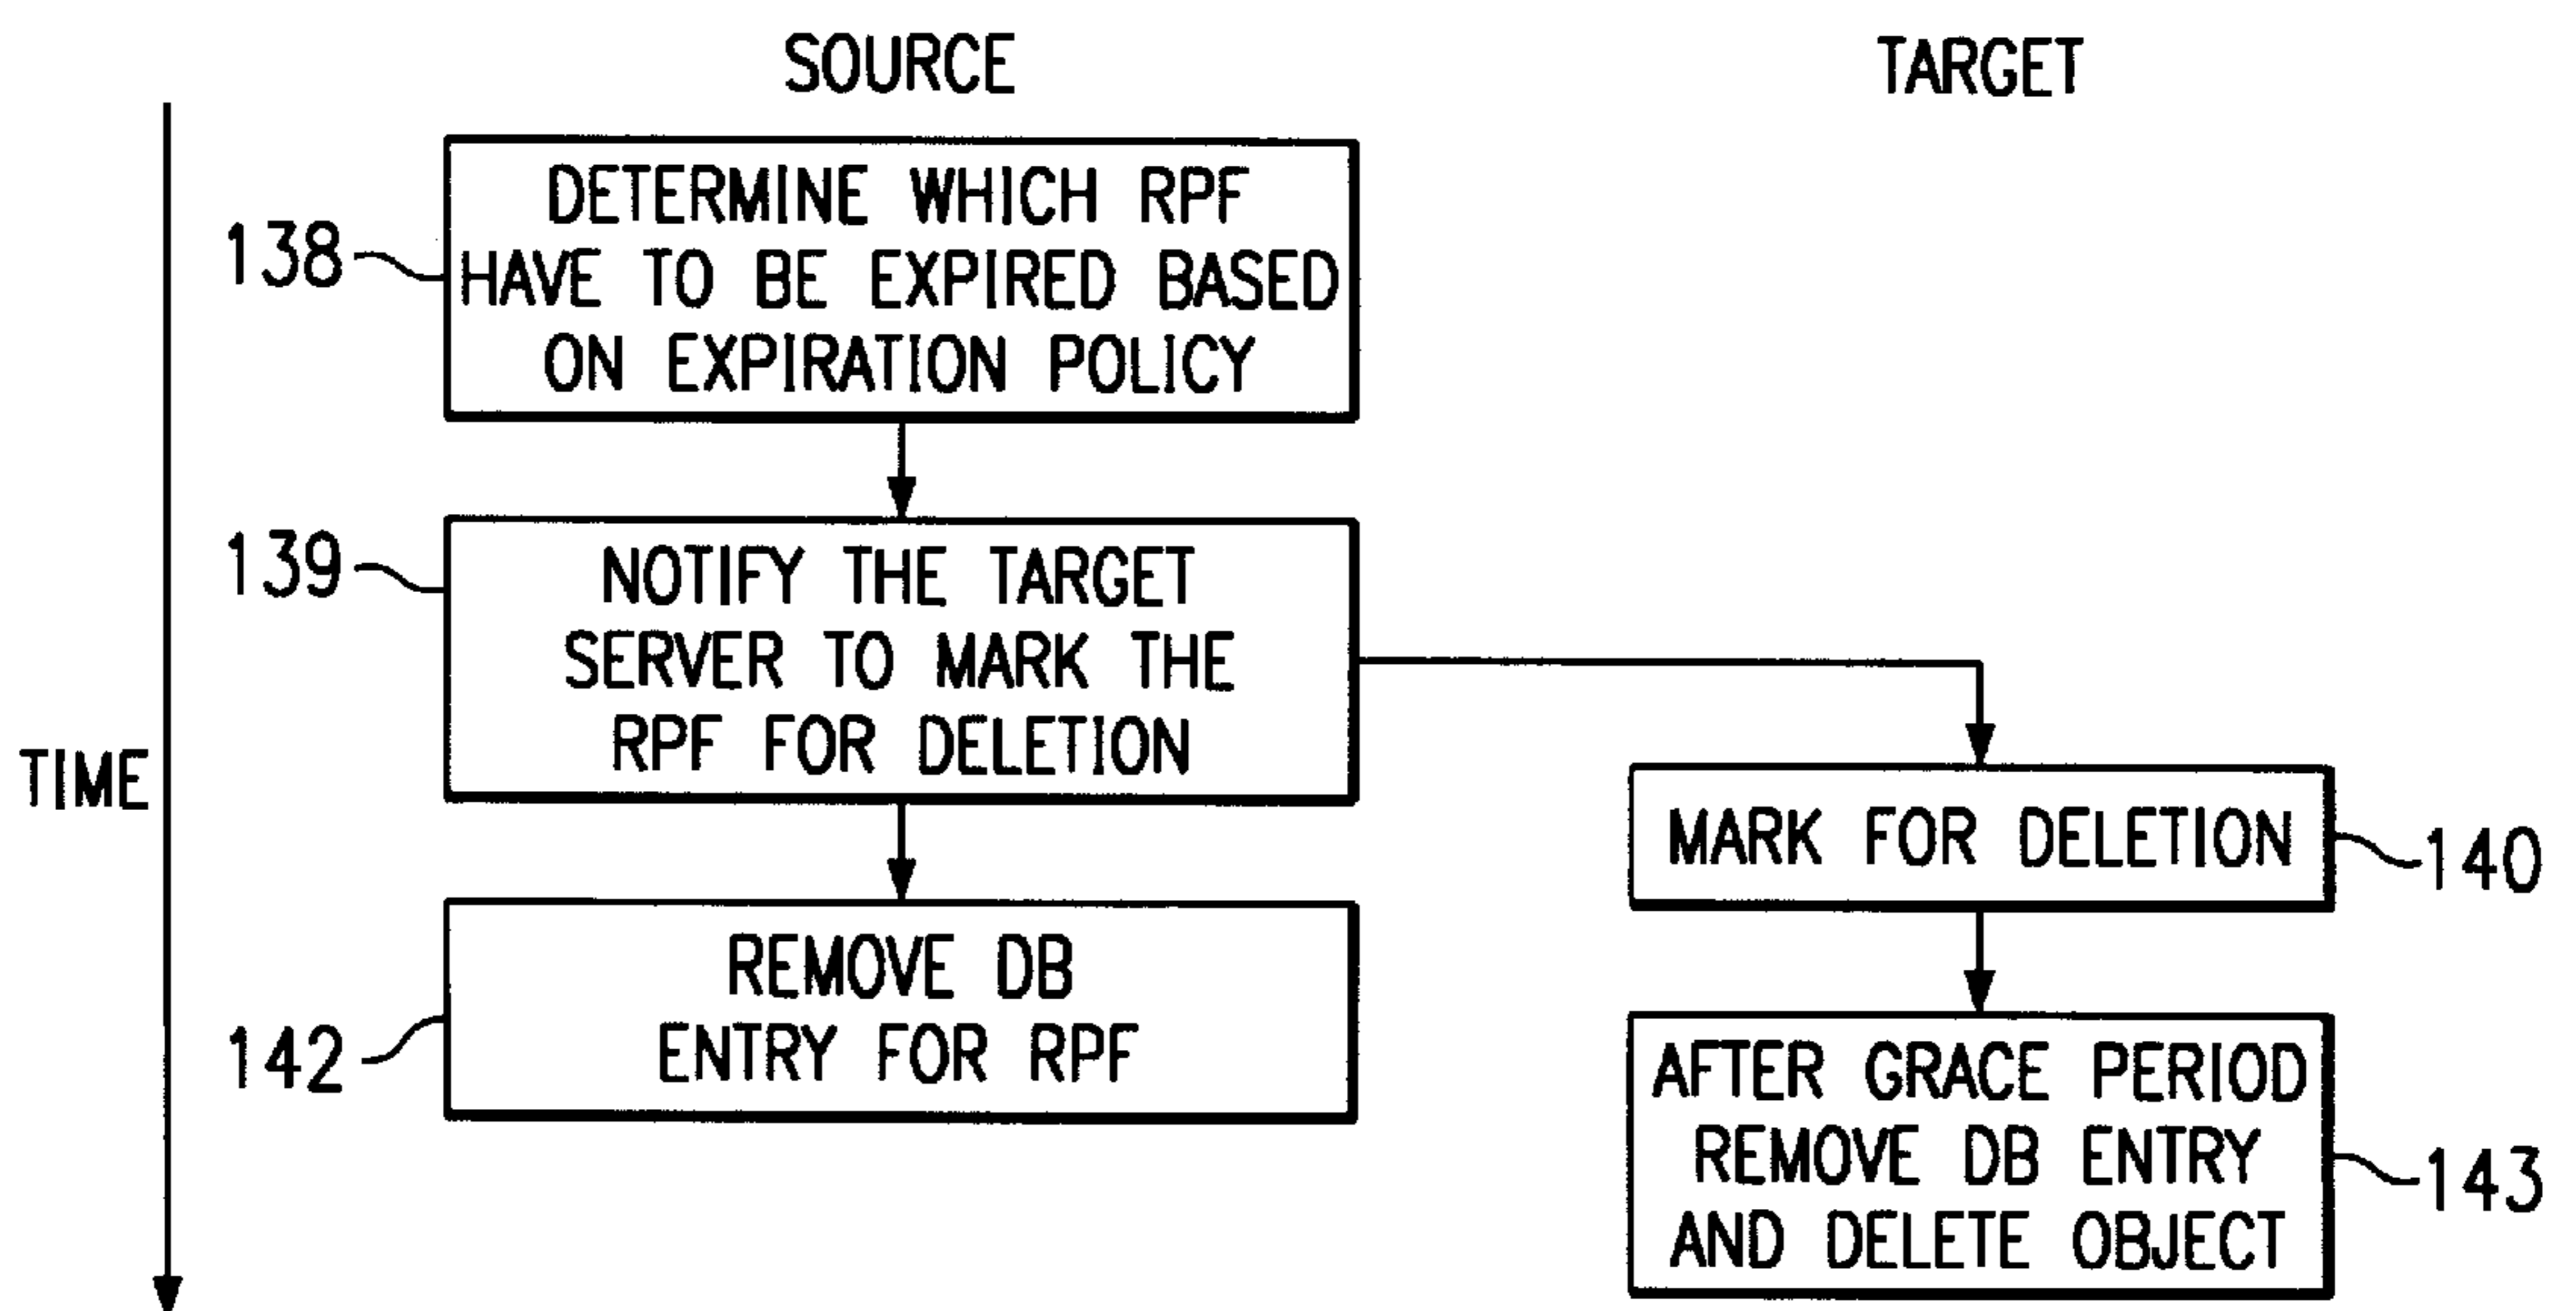 SOURCE
TARGET
138
DETERMINE WHICH RPF
HAVE TO BE EXPIRED BASED
ON EXPIRATION POLICY
139
NOTIFY THE TARGET
SERVER TO MARK THE
RPF FOR DELETION
TIME
MARK FOR DELETION
140
142
REMOVE DB
ENTRY FOR RPF
AFTER GRACE PERIOD
REMOVE DB ENTRY
AND DELETE OBJECT
143